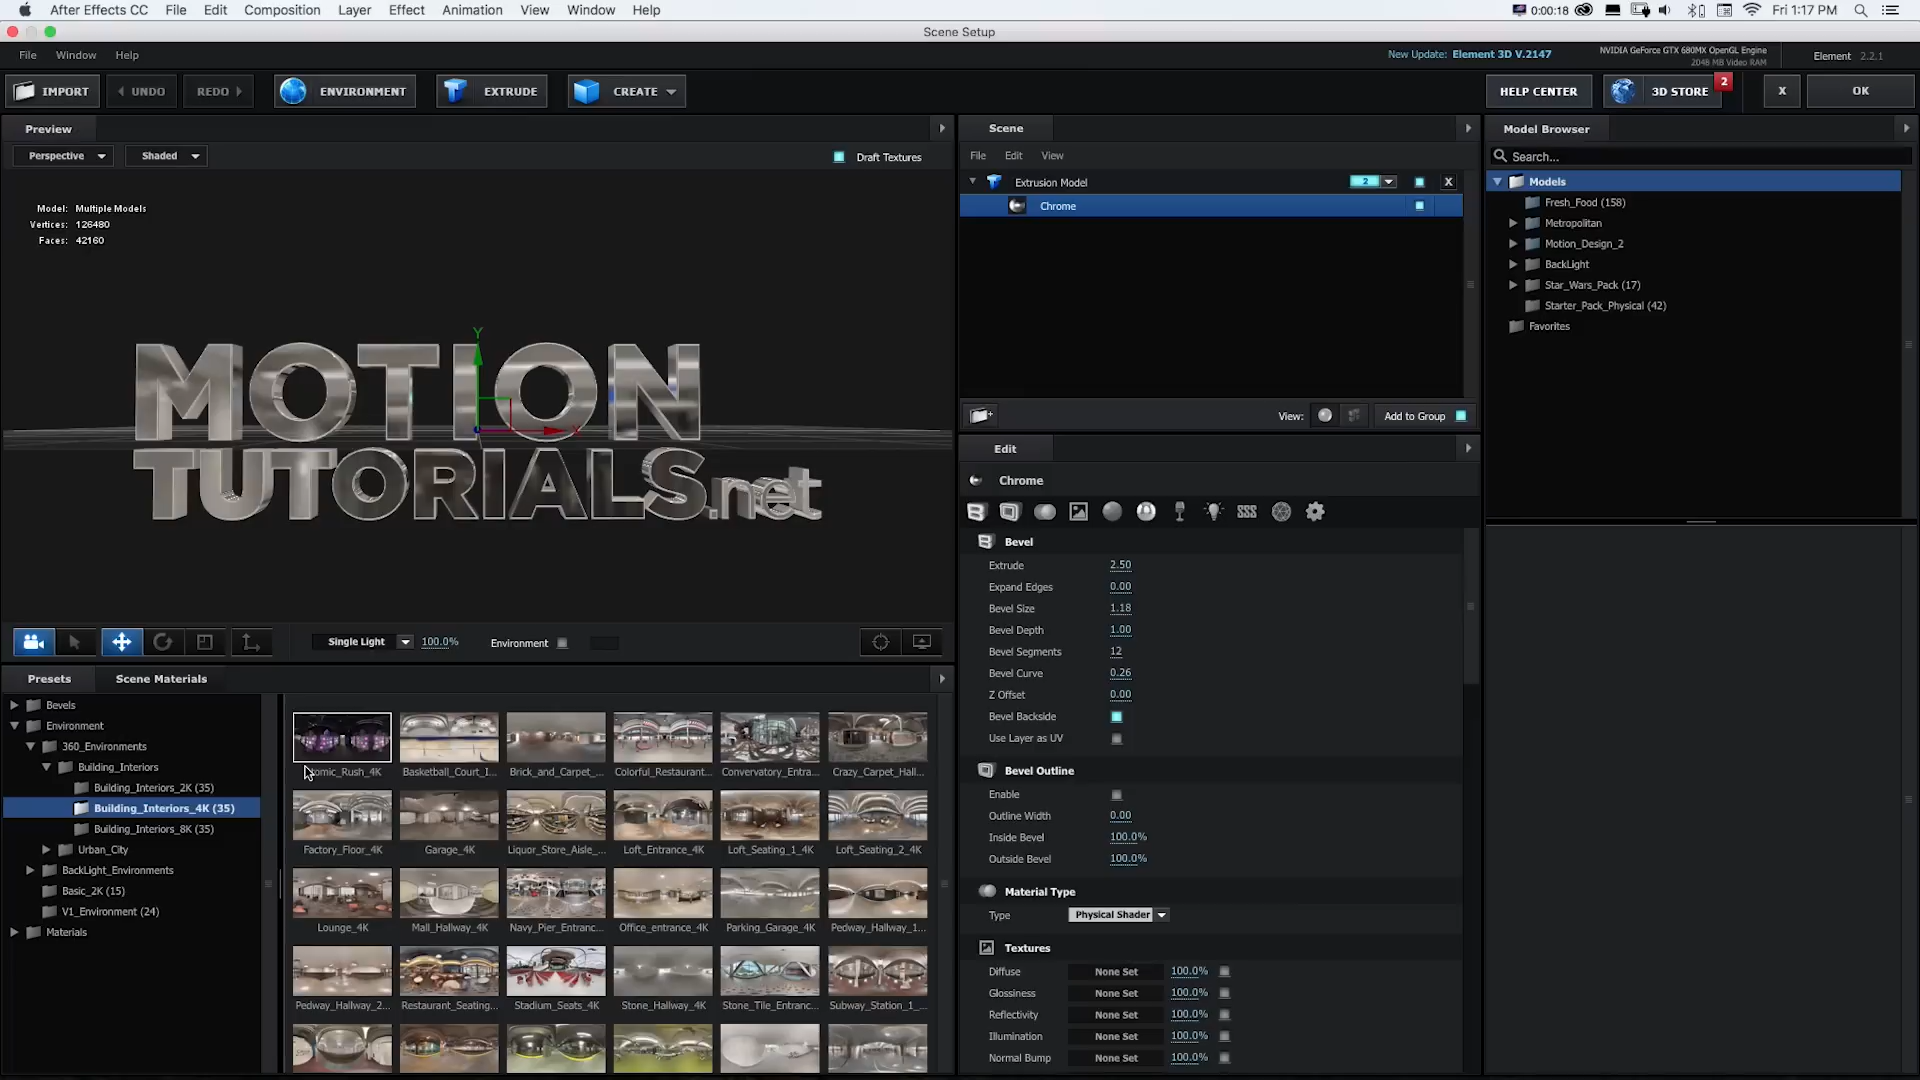 After Effects CC File Edit Composition Layer Effect Animation View Window Help 0:00:18 Fri 1:17 PM
Scene Setup
File Window Help
New Update: Element 3D V.2147
NVIDIA GeForce GTX 680MX OpenGL Engine
2048 MB Video RAM
Element 2.2.1
IMPORT UNDO REDO ENVIRONMENT EXTRUDE CREATE HELP CENTER 3D STORE 2 X OK
Preview
Perspective Shaded Draft Textures
Model: Multiple Models
Vertices: 126480
Faces: 42160
Y
MOTION
X
TUTORIALS.net
Single Light 100.0% Environment
Presets Scene Materials
Bevels
Environment
360_Environments
Building_Interiors
Building_Interiors_2K (35)
Building_Interiors_4K (35)
Building_Interiors_8K (35)
Urban_City
BackLight_Environments
Basic_2K (15)
V1_Environment (24)
Materials
Basketball_Court_I... Brick_and_Carpet_... Colorful_Restaurant... Convervatory_Entra... Crazy_Carpet_Hall...
Factory_Floor_4K Garage_4K Liquor_Store_Aisle_... Loft_Entrance_4K Loft_Seating_1_4K Loft_Seating_2_4K
Lounge_4K Mall_Hallway_4K Navy_Pier_Entranc... Office_entrance_4K Parking_Garage_4K Pedway_Hallway_1...
Pedway_Hallway_2... Restaurant_Seating... Stadium_Seats_4K Stone_Hallway_4K Stone_Tile_Entranc... Subway_Station_1_...
Scene
File Edit View
Extrusion Model 2 X
Chrome
View: Add to Group
Edit
Chrome
Bevel
Extrude 2.50
Expand Edges 0.00
Bevel Size 1.18
Bevel Depth 1.00
Bevel Segments 12
Bevel Curve 0.26
Z Offset 0.00
Bevel Backside
Use Layer as UV
Bevel Outline
Enable
Outline Width 0.00
Inside Bevel 100.0%
Outside Bevel 100.0%
Material Type
Type Physical Shader
Textures
Diffuse None Set 100.0%
Glossiness None Set 100.0%
Reflectivity None Set 100.0%
Illumination None Set 100.0%
Normal Bump None Set 100.0%
Model Browser
Search...
Models
Fresh_Food (158)
Metropolitan
Motion_Design_2
BackLight
Star_Wars_Pack (17)
Starter_Pack_Physical (42)
Favorites